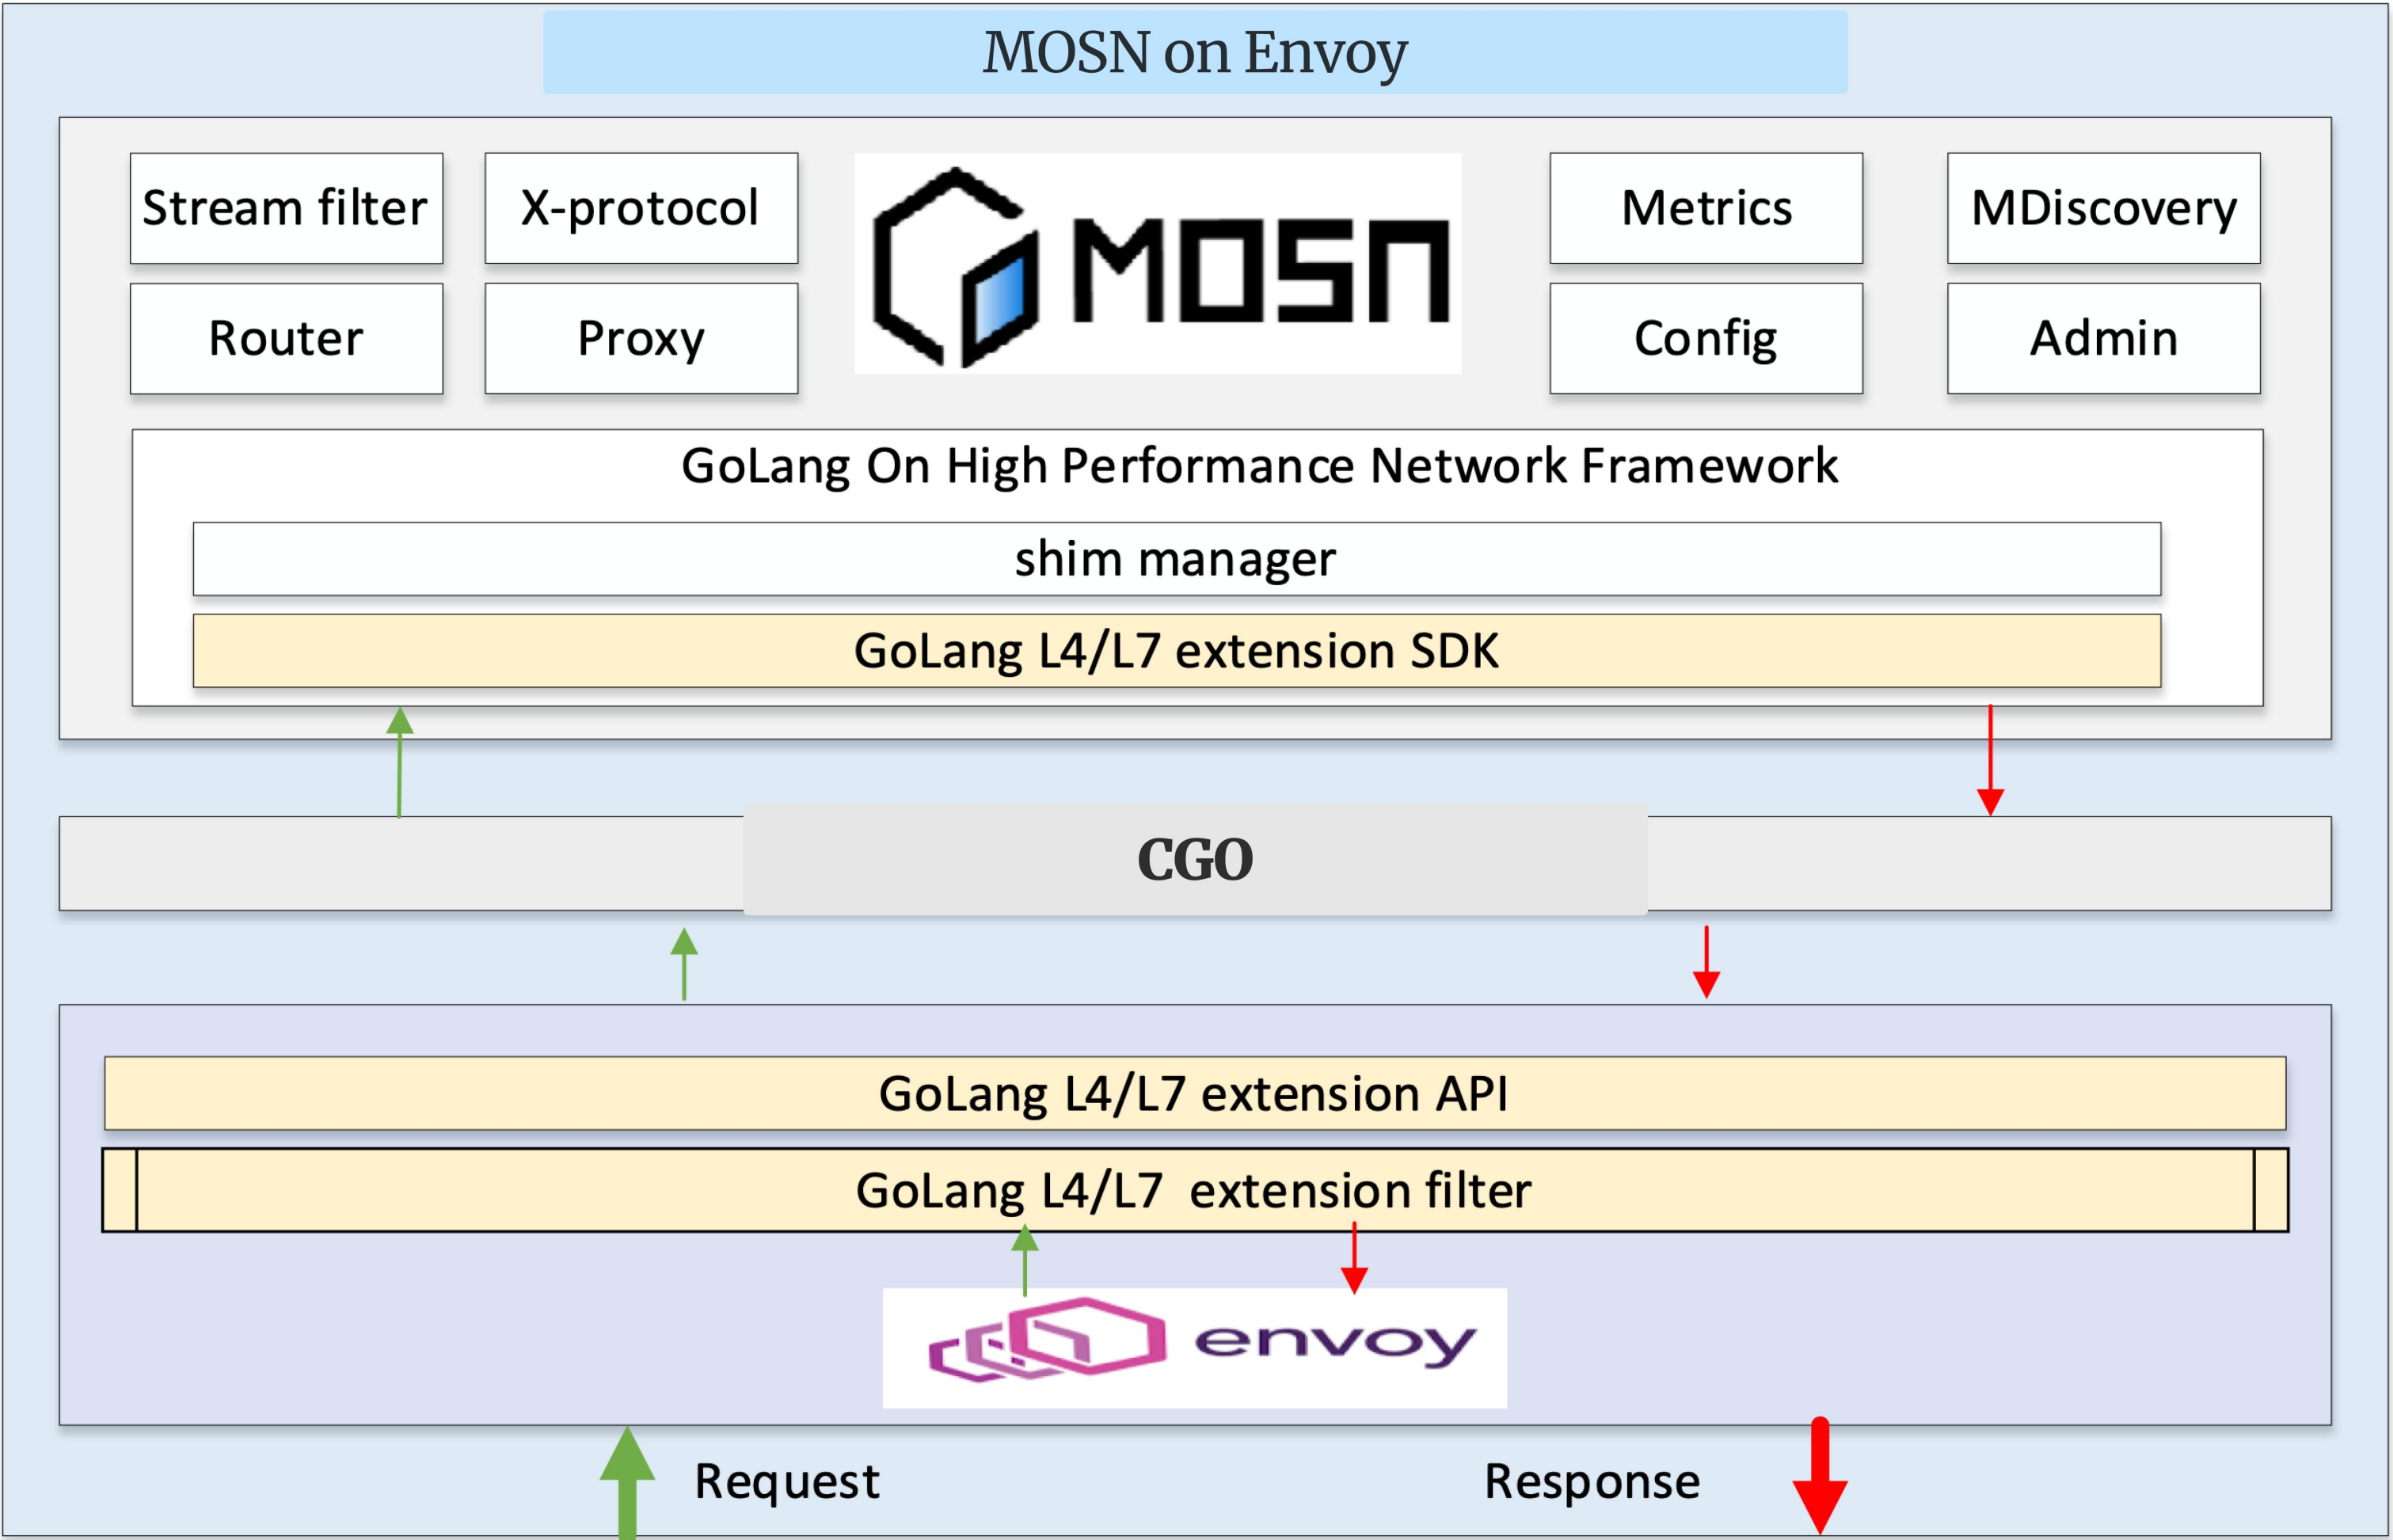 MOSN on Envoy
Stream filter
X-protocol
MOSN
Metrics
MDiscovery
Router
Proxy
Config
Admin
GoLang On High Performance Network Framework
shim manager
GoLang L4/L7 extension SDK
CGO
GoLang L4/L7 extension API
GoLang L4/L7 extension filter
envoy
Request
Response